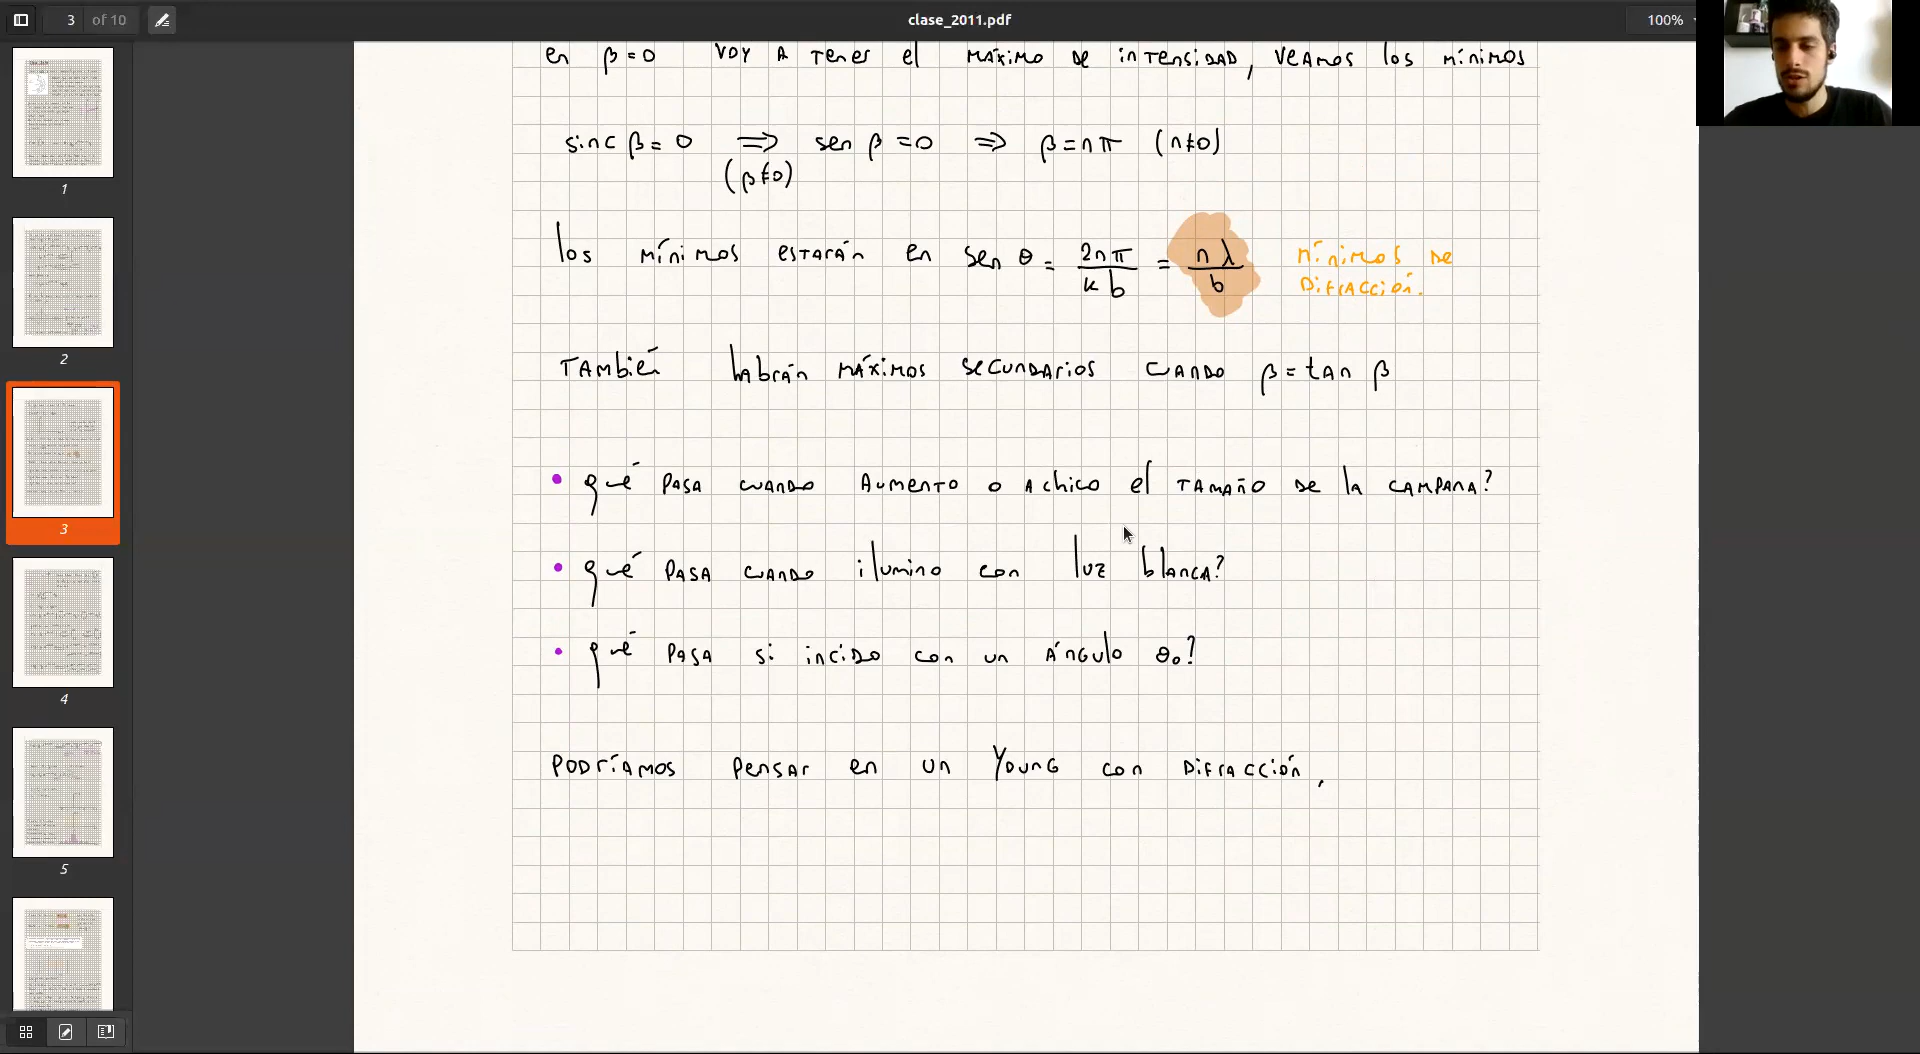 3 of 10
clase_2011.pdf
100%
en β=0 voy a tener el máximo de intensidad, veamos los mínimos
sinc β = 0 ⟹ sen β = 0 ⟹ β = nπ (n≠0)
(β≠0)
los mínimos estarán en sen θ = 2nπ/kb = nλ/b mínimos de
difracción.
también habrán máximos secundarios cuando β = tan β
• qué pasa cuando aumento o achico el tamaño de la campana?
• qué pasa cuando ilumino con luz blanca?
• qué pasa si incido con un ángulo θ₀?
podríamos pensar en un Young con difracción,
1
2
3
4
5